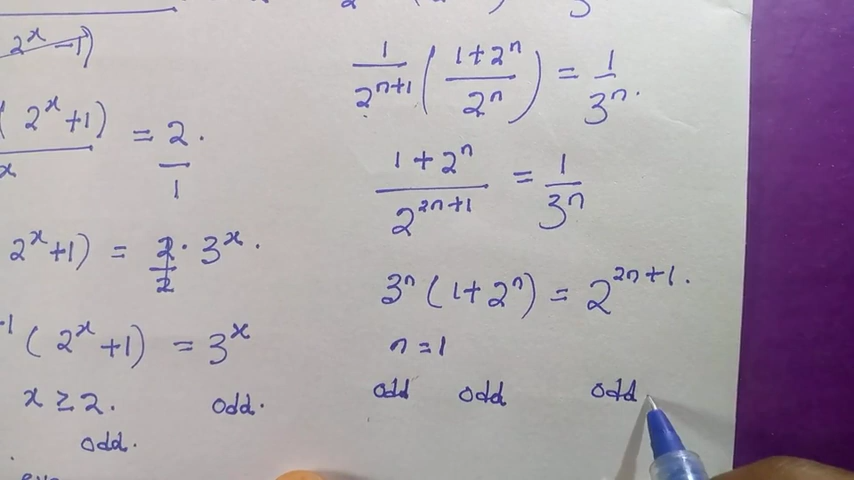 2^x -1)
( 2^x +1) / x = 2. / 1
2^x +1) = 2/2 · 3^x.
-1 ( 2^x +1) = 3^x
x ≥ 2. odd.
odd.
1/2^{n+1} ( (1+2^n)/2^n ) = 1/3^n.
(1+2^n)/2^{2n+1} = 1/3^n
3^n (1+2^n) = 2^{2n+1}.
n = 1
odd odd odd